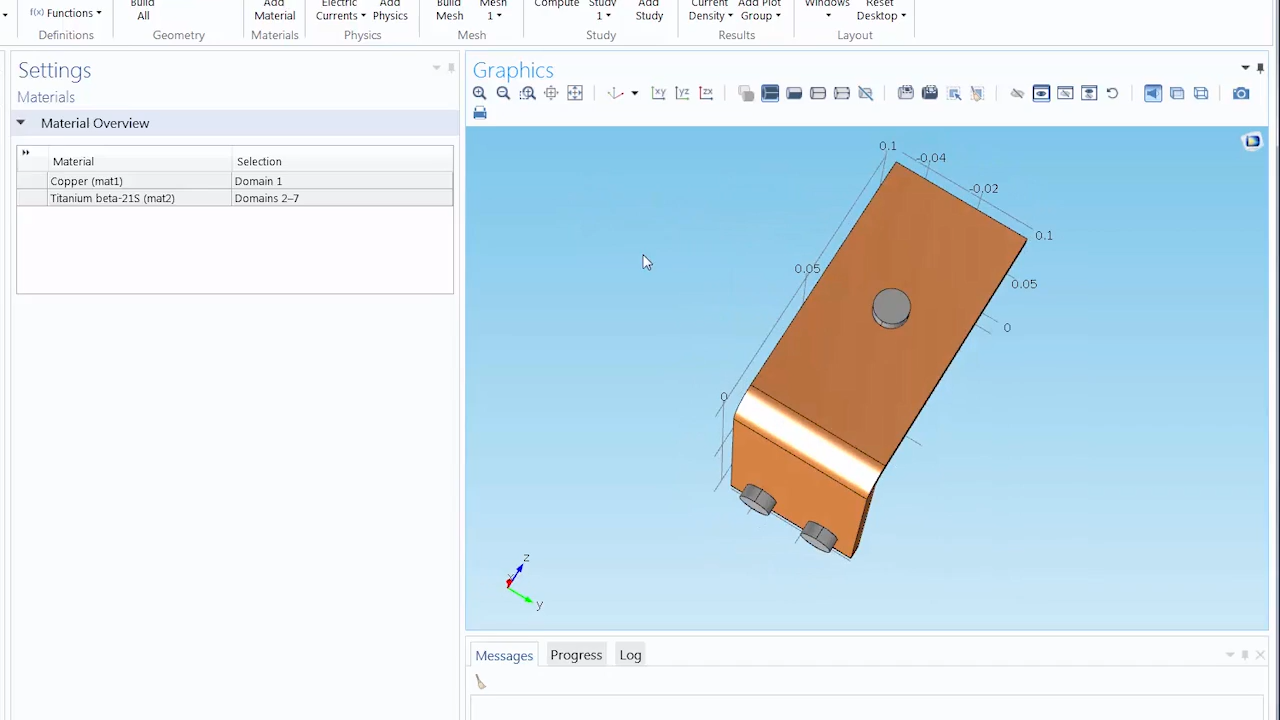 Build
All
Geometry
f(x) Functions
Definitions
Add
Material
Materials
Electric
Currents
Add
Physics
Physics
Build
Mesh
Mesh
1
Mesh
Compute
Study
1
Add
Study
Study
Current
Density
Add Plot
Group
Results
Windows
Reset
Desktop
Layout
Settings
Materials
Material Overview
Material Selection
Copper (mat1) Domain 1
Titanium beta-21S (mat2) Domains 2–7
Graphics
xy yz zx
0.1
-0.04
-0.02
0.1
0.05
0.05
0
0
z
y
Messages Progress Log